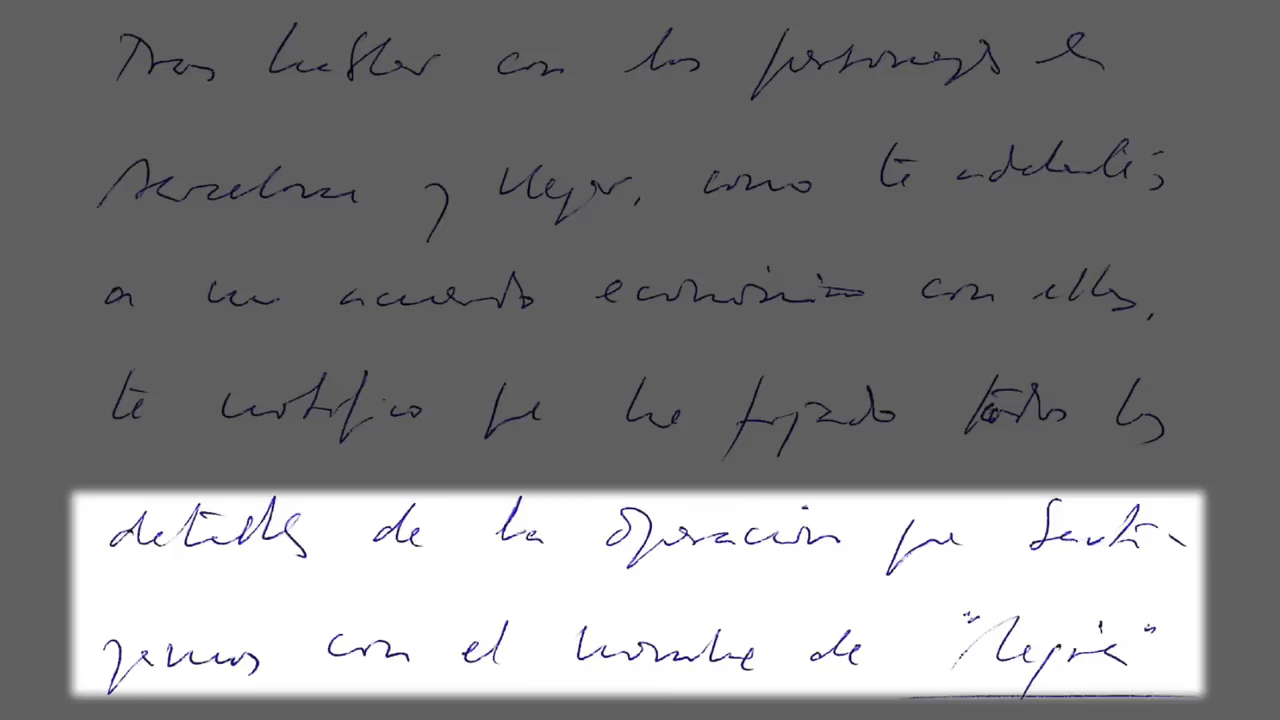 Tras hablar con los personajes de
Barcelona y llegar, como te adelanté,
a un acuerdo económico con ellos,
te notifico que he fijado todos los
detalles de la operación que bauti-
zamos con el nombre de